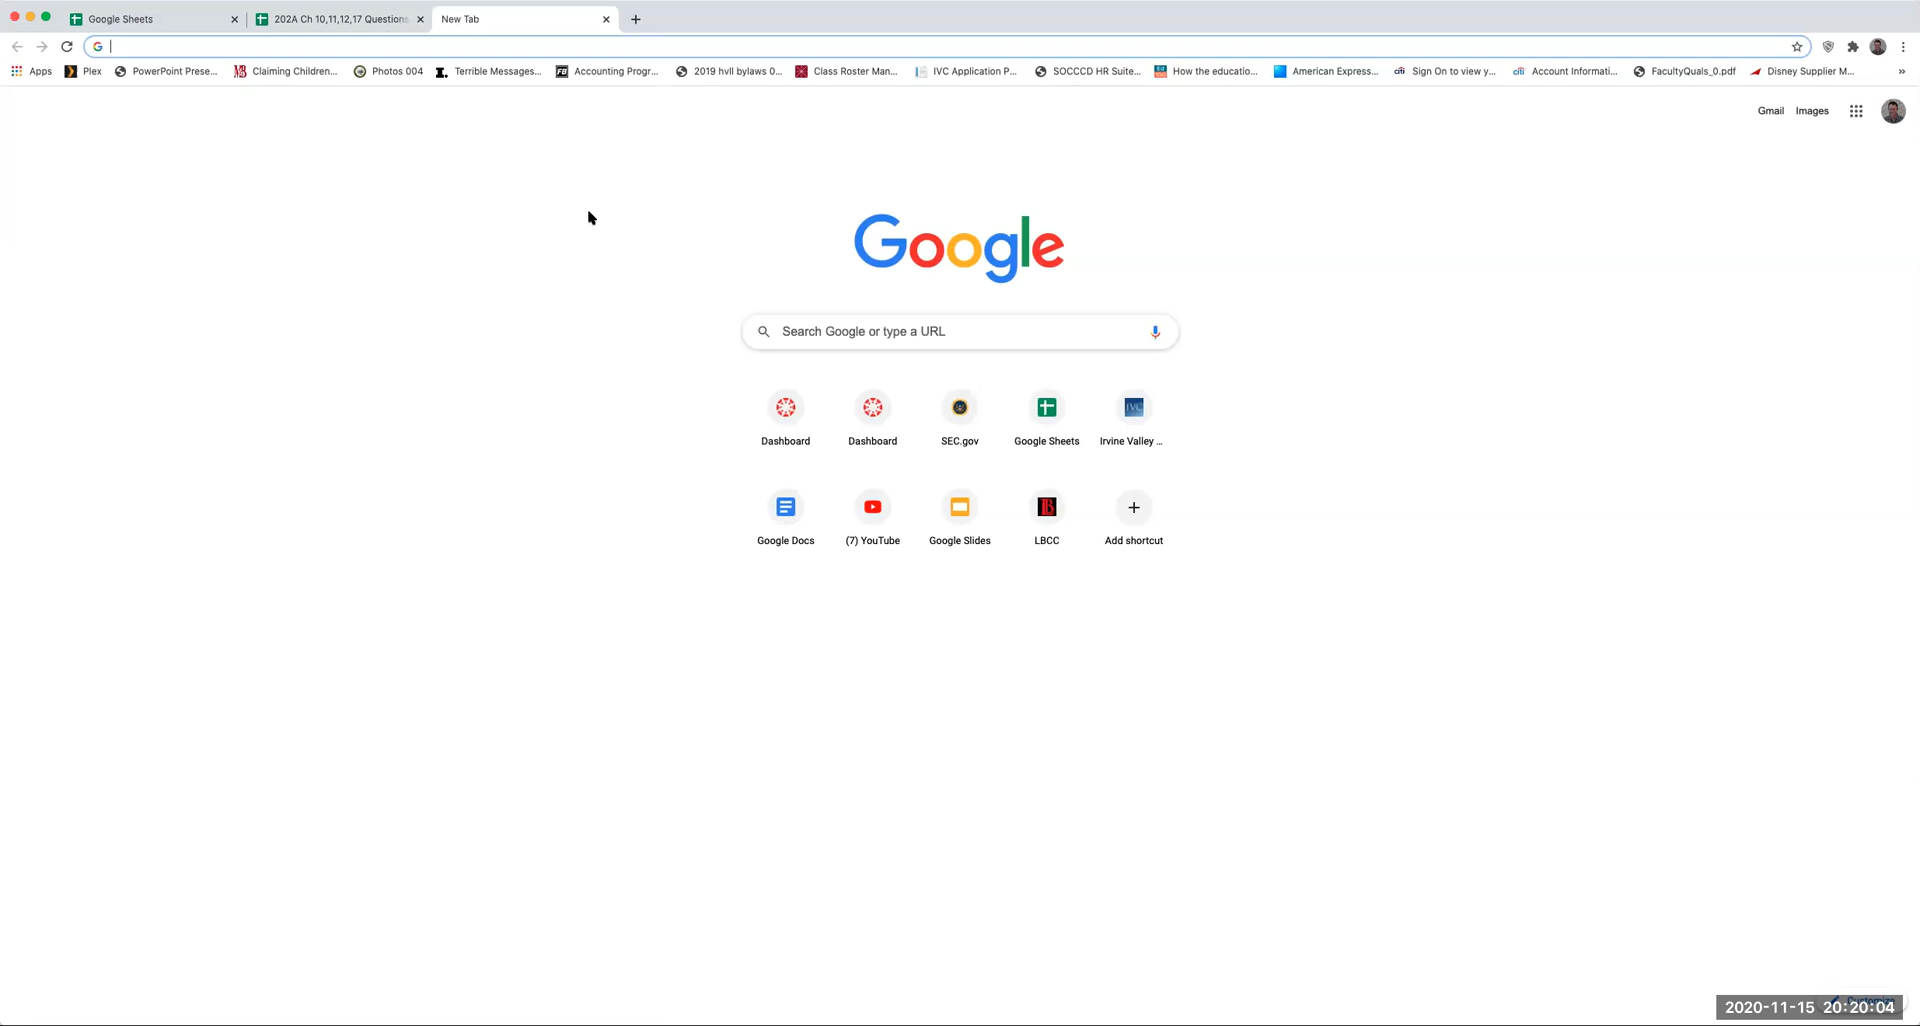 Google Sheets
202A Ch 10,11,12,17 Questions
New Tab
Apps
Plex
PowerPoint Prese...
Claiming Children...
Photos 004
Terrible Messages...
Accounting Progr...
2019 hvll bylaws 0...
Class Roster Man...
IVC Application P...
SOCCCD HR Suite...
How the educatio...
American Express...
Sign On to view y...
Account Informati...
FacultyQuals_0.pdf
Disney Supplier M...
»
Gmail Images
Google
Search Google or type a URL
Dashboard
Dashboard
SEC.gov
Google Sheets
Irvine Valley ...
Google Docs
(7) YouTube
Google Slides
LBCC
Add shortcut
2020-11-15 20:20:04